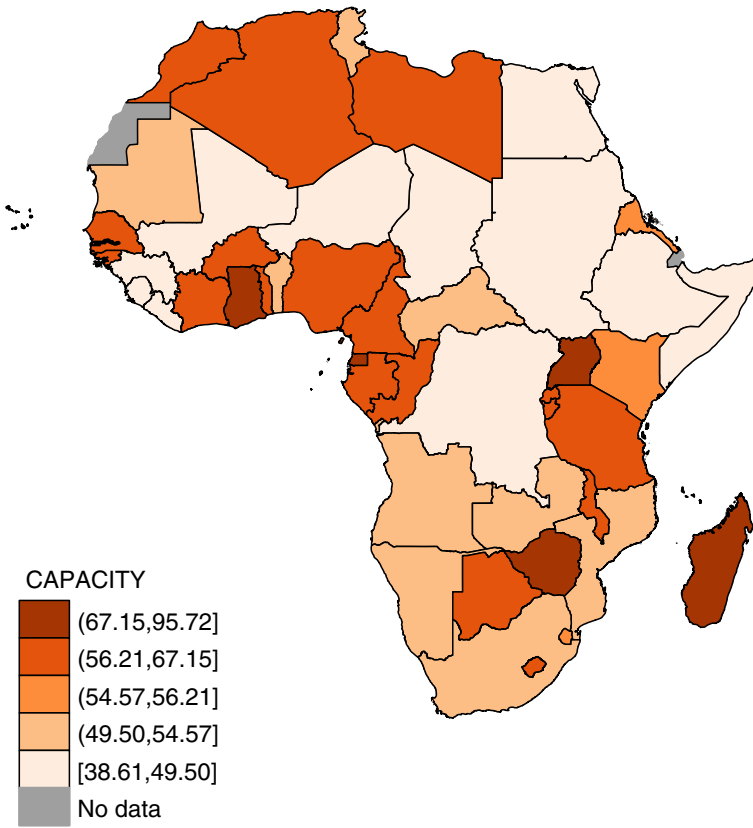 CAPACITY
(67.15,95.72]
(56.21,67.15]
(54.57,56.21]
(49.50,54.57]
[38.61,49.50]
No data